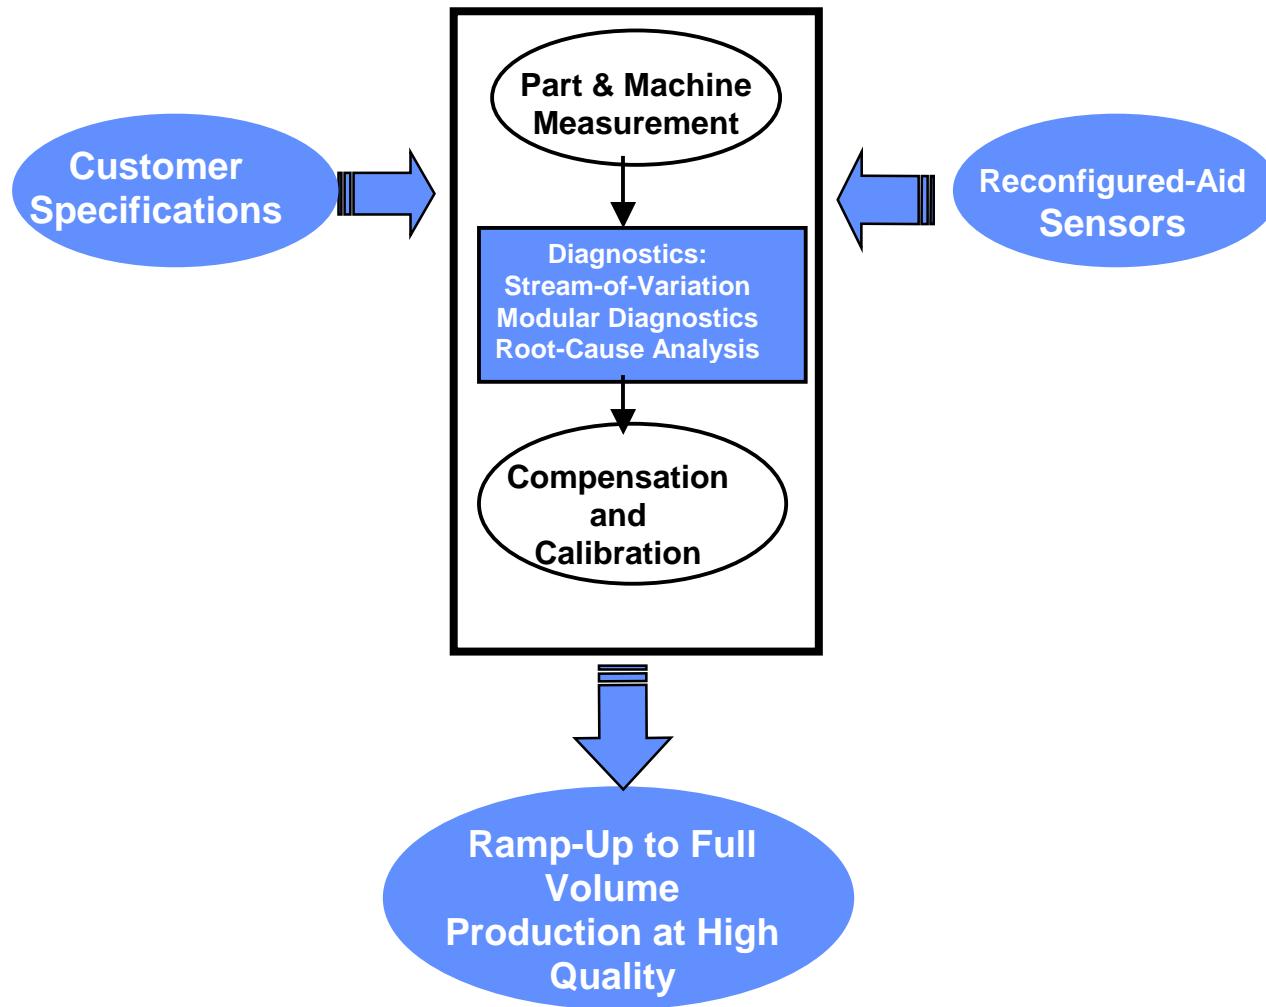 Part & Machine
Measurement
Customer
Specifications
Reconfigured-Aid
Sensors
Diagnostics:
Stream-of-Variation
Modular Diagnostics
Root-Cause Analysis
Compensation
and
Calibration
Ramp-Up to Full
Volume
Production at High
Quality